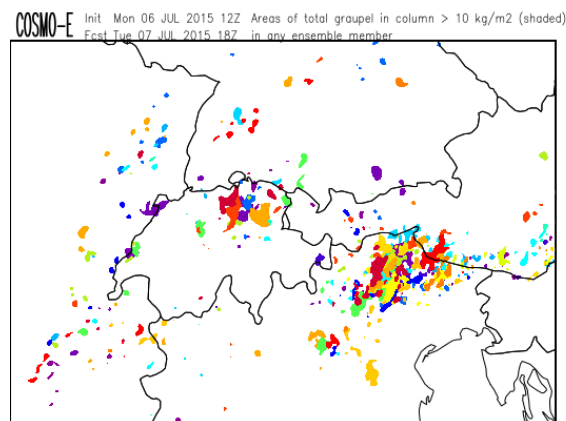 COSMO-E Init Mon 06 JUL 2015 12Z Areas of total graupel in column > 10 kg/m2 (shaded)
Fcst Tue 07 JUL 2015 18Z in any ensemble member